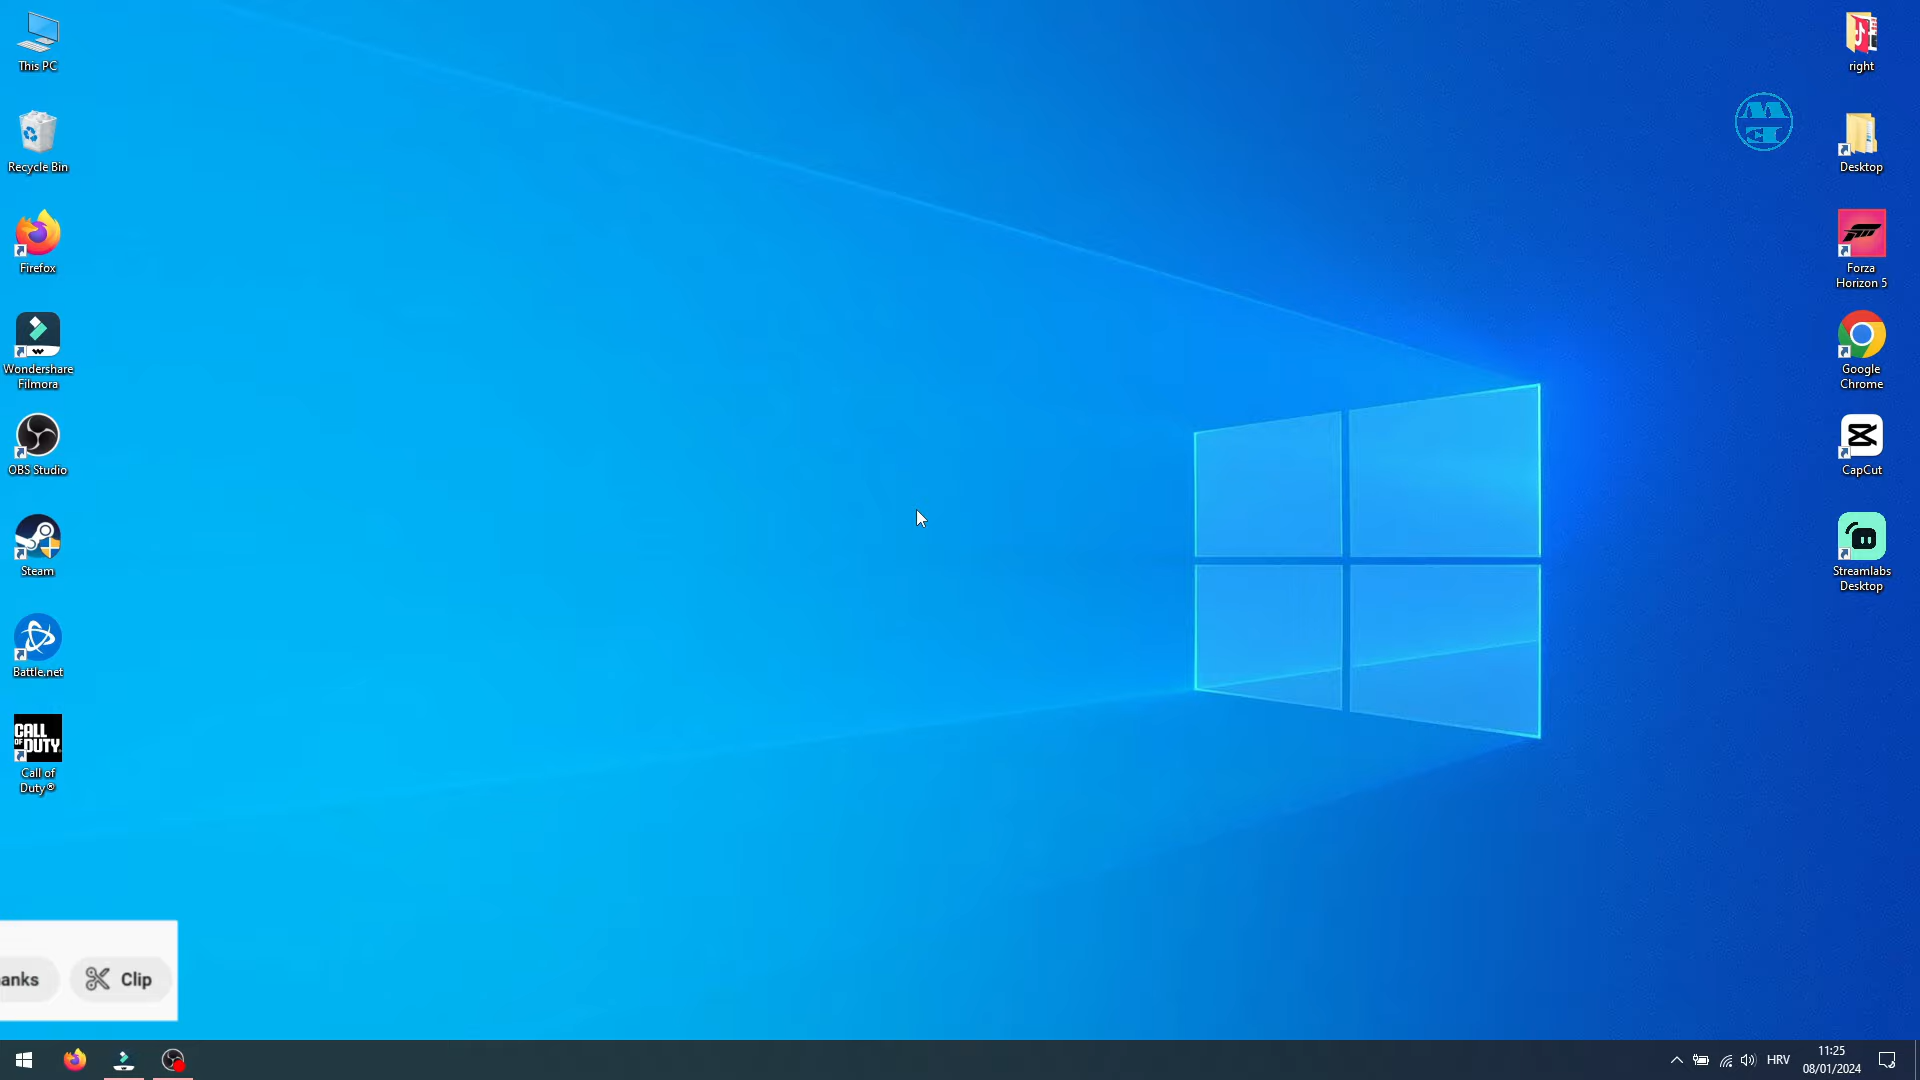 This PC
Recycle Bin
Firefox
Wondershare
Filmora
OBS Studio
Steam
Battle.net
CALL
OF DUTY
Call of
Duty®
right
Desktop
Forza
Horizon 5
Google
Chrome
CapCut
Streamlabs
Desktop
anks
Clip
HRV
11:25
08/01/2024